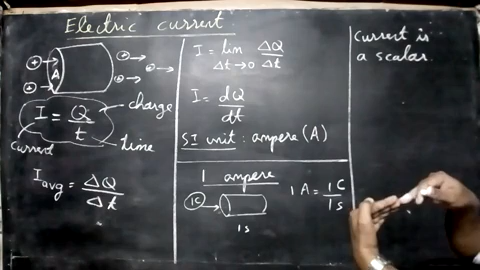 Electric current
A
I = Q/t
charge
time
current
I avg = ΔQ/Δt
I = lim Δt→0 ΔQ/Δt
I = dQ/dt
SI unit : ampere (A)
1 ampere
1C
1s
1A = 1C/1s
Current is
a scalar.